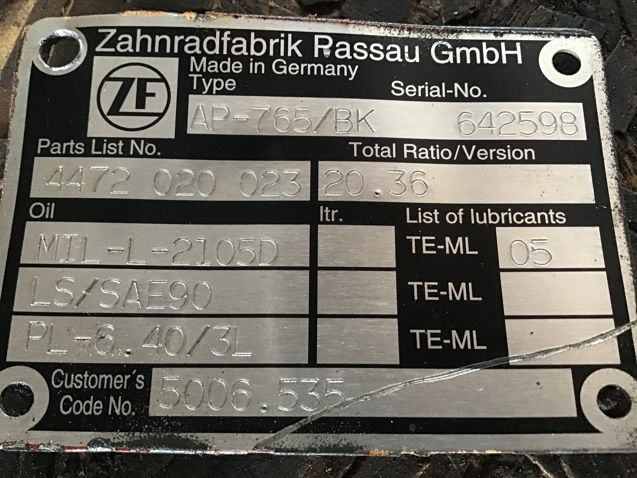 Zahnradfabrik Passau GmbH
ZF
Made in Germany
Type
Serial-No.
AP-765/BK 642598
Parts List No. Total Ratio/Version
4472 020 023 20.36
Oil ltr. List of lubricants
MIL-L-2105D TE-ML 05
LS/SAE90 TE-ML
PL-6.40/3L TE-ML
Customer´s
Code No.
5006.535